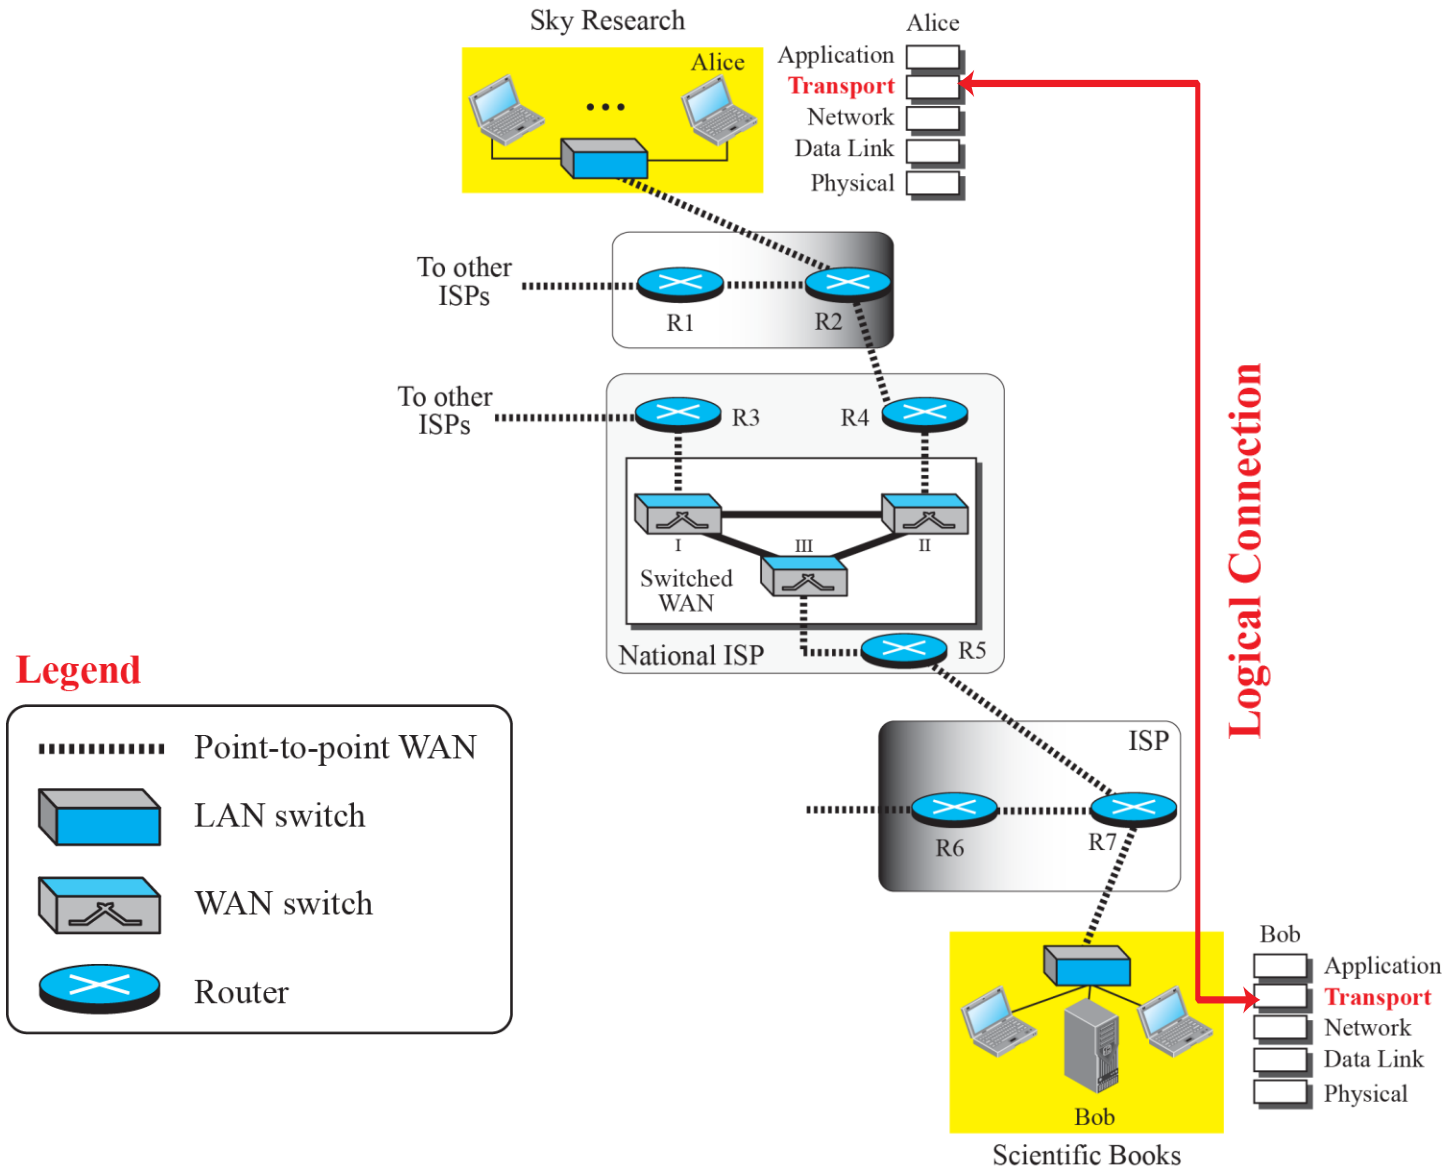 Sky Research
Alice
Alice
Application
Transport
Network
Data Link
Physical
To other
ISPs
R1
R2
To other
ISPs
R3
R4
I
III
II
Switched
WAN
National ISP
R5
Logical Connection
Legend
Point-to-point WAN
LAN switch
WAN switch
Router
ISP
R6
R7
Bob
Application
Transport
Network
Data Link
Physical
Bob
Scientific Books